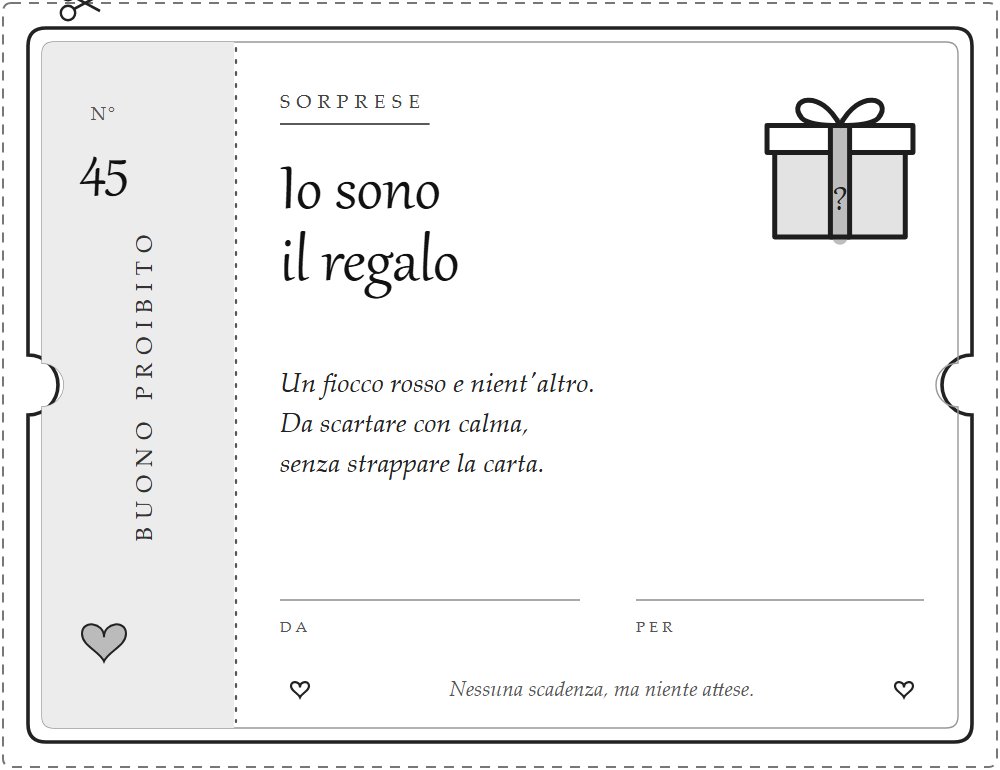 N°
45
BUONO PROIBITO
SORPRESE
Io sono
il regalo
?
Un fiocco rosso e nient'altro.
Da scartare con calma,
senza strappare la carta.
DA
PER
Nessuna scadenza, ma niente attese.